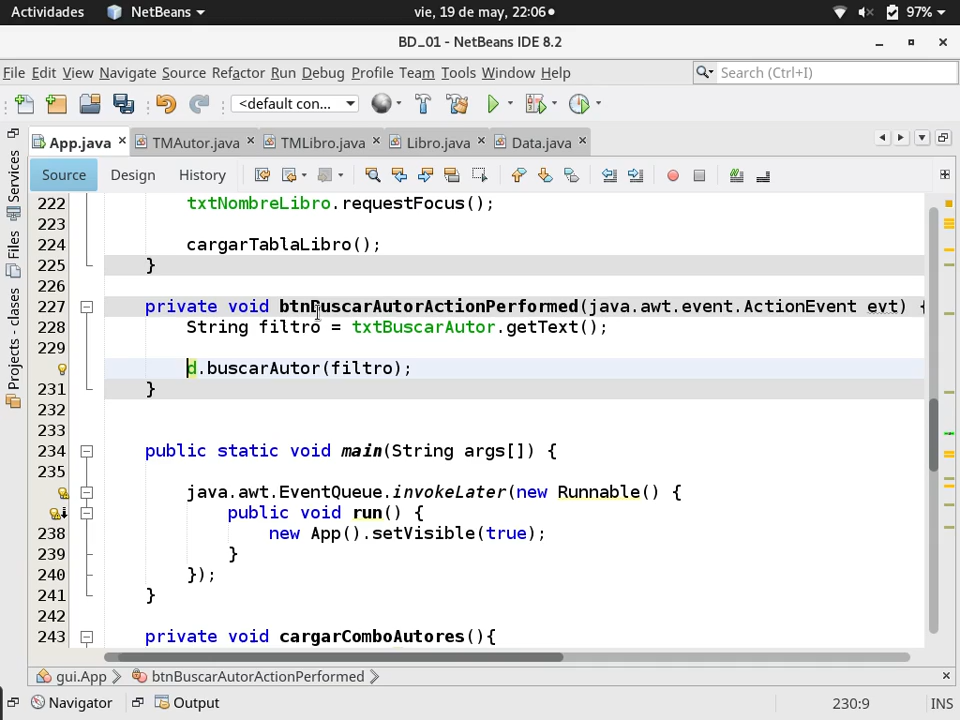 Actividades NetBeans vie, 19 de may, 22:06 97%
BD_01 - NetBeans IDE 8.2
File Edit View Navigate Source Refactor Run Debug Profile Team Tools Window Help Search (Ctrl+I)
<default con...
App.java TMAutor.java TMLibro.java Libro.java Data.java
Source Design History
Services
Files
Projects - clases
222 txtNombreLibro.requestFocus();
223
224 cargarTablaLibro();
225 }
226
227 private void btnBuscarAutorActionPerformed(java.awt.event.ActionEvent evt) {
228 String filtro = txtBuscarAutor.getText();
229
d.buscarAutor(filtro);
231 }
232
233
234 public static void main(String args[]) {
235
java.awt.EventQueue.invokeLater(new Runnable() {
public void run() {
238 new App().setVisible(true);
239 }
240 });
241 }
242
243 private void cargarComboAutores(){
gui.App btnBuscarAutorActionPerformed
Navigator Output 230:9 INS